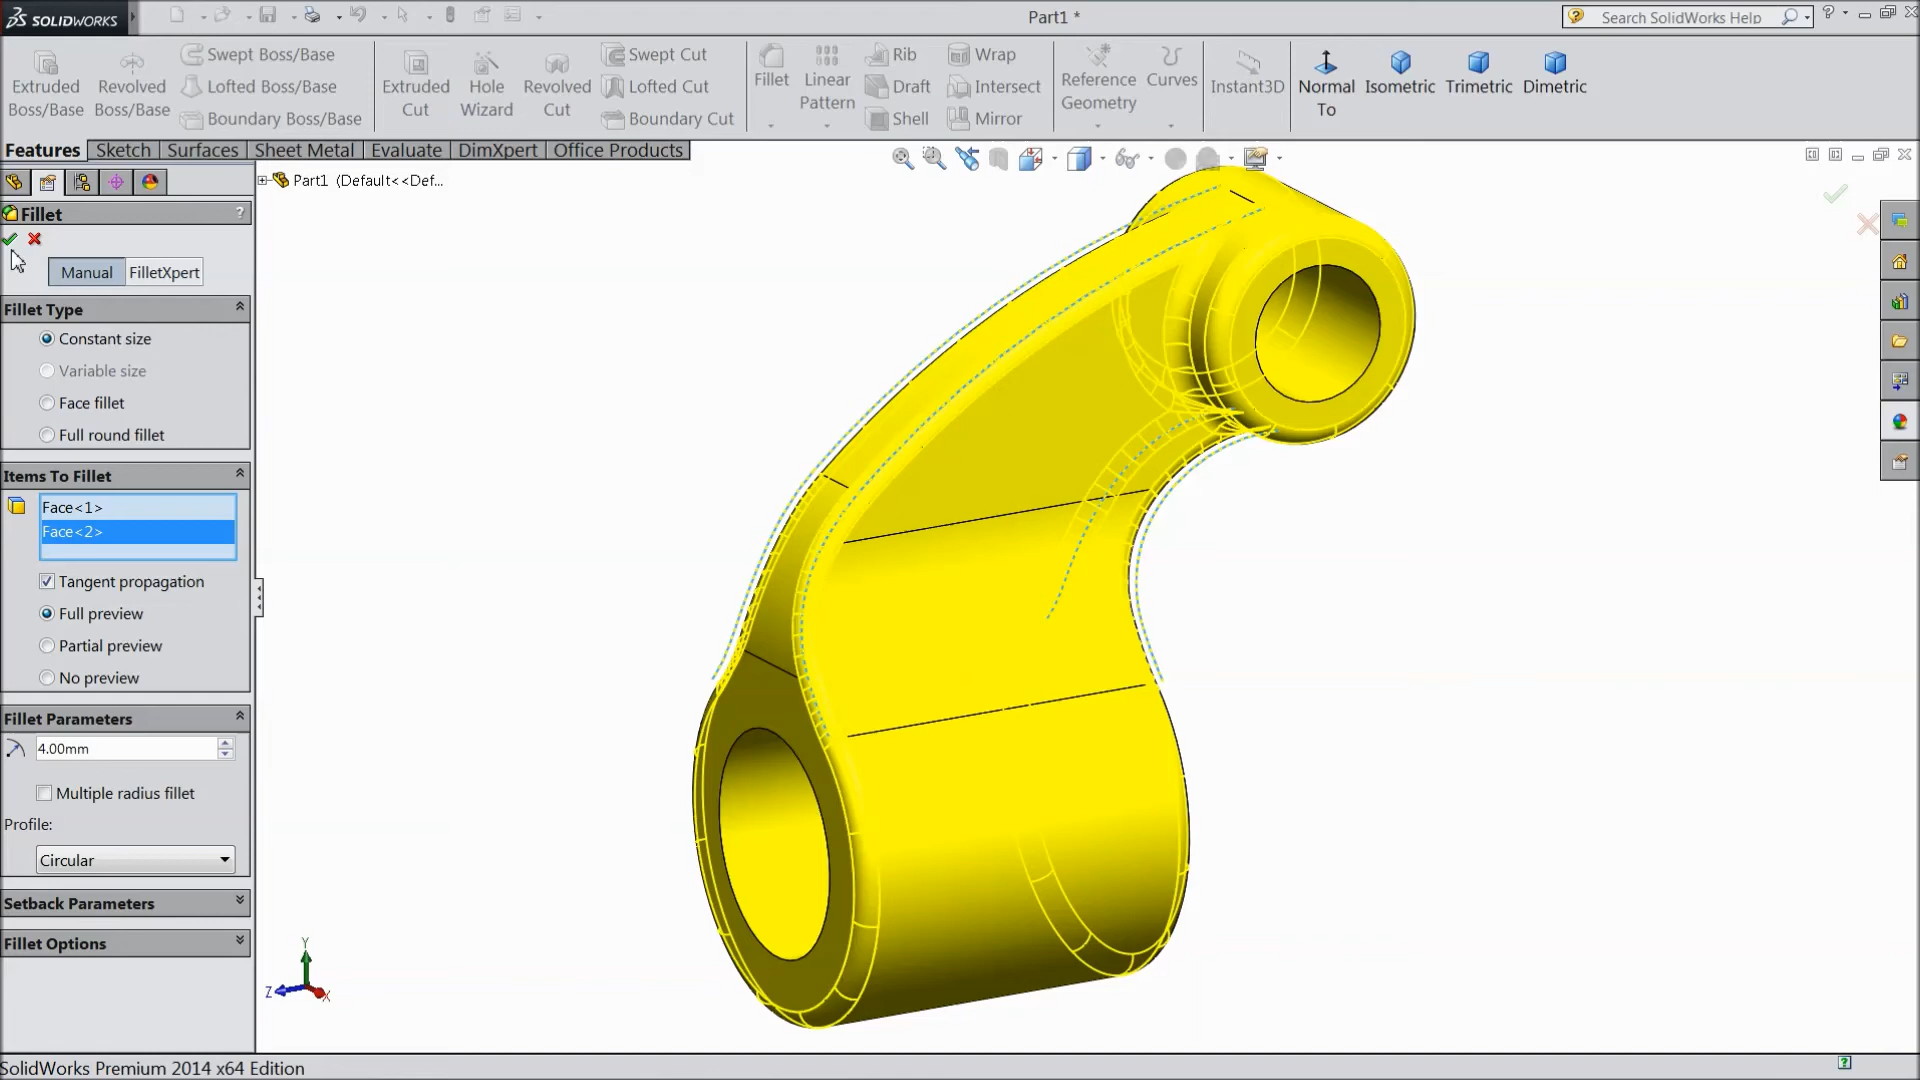 SOLIDWORKS
Part1 *
Search SolidWorks Help
Extruded Boss/Base
Revolved Boss/Base
Swept Boss/Base
Lofted Boss/Base
Boundary Boss/Base
Extruded Cut
Hole Wizard
Revolved Cut
Swept Cut
Lofted Cut
Boundary Cut
Fillet
Linear Pattern
Rib
Draft
Shell
Wrap
Intersect
Mirror
Reference Geometry
Curves
Instant3D
Normal To
Isometric
Trimetric
Dimetric
Features Sketch Surfaces Sheet Metal Evaluate DimXpert Office Products
Part1 (Default<<Def...
Fillet ?
Manual FilletXpert
Fillet Type
Constant size
Variable size
Face fillet
Full round fillet
Items To Fillet
Face<1>
Face<2>
Tangent propagation
Full preview
Partial preview
No preview
Fillet Parameters
4.00mm
Multiple radius fillet
Profile:
Circular
Setback Parameters
Fillet Options
Y
Z
X
SolidWorks Premium 2014 x64 Edition